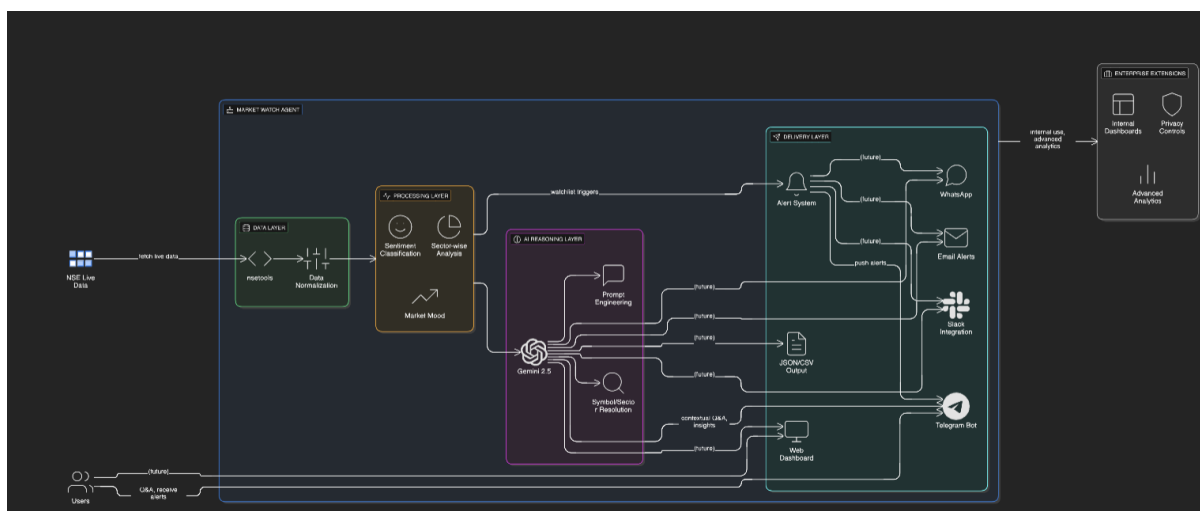 ENTERPRISE EXTENSIONS
Internal
Dashboards
Privacy
Controls
Advanced
Analytics
internal use,
advanced
analytics
MARKET WATCH AGENT
DELIVERY LAYER
(future)
WhatsApp
Alert System
(future)
Email Alerts
(future)
push alerts
Slack
Integration
watchlist triggers
PROCESSING LAYER
Sentiment
Classification
Sector-wise
Analysis
Market Mood
DATA LAYER
nsetools
Data
Normalization
fetch live data
NSE Live
Data
AI REASONING LAYER
Prompt
Engineering
Gemini 2.5
Symbol/Secto
r Resolution
(future)
(future)
(future)
(future)
contextual Q&A,
insights
(future)
JSON/CSV
Output
Web
Dashboard
Telegram Bot
(future)
Q&A, receive
alerts
Users